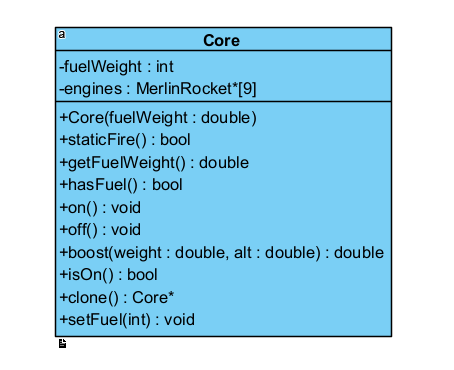 a
Core
-fuelWeight : int
-engines : MerlinRocket*[9]
+Core(fuelWeight : double)
+staticFire() : bool
+getFuelWeight() : double
+hasFuel() : bool
+on() : void
+off() : void
+boost(weight : double, alt : double) : double
+isOn() : bool
+clone() : Core*
+setFuel(int) : void